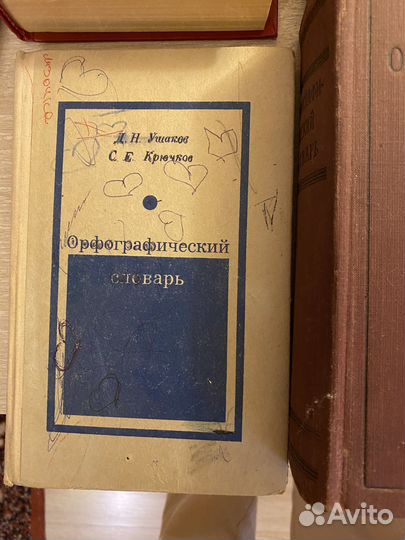 Д. Н. Ушаков
С. Е. Крючков
Орфографический
словарь
Avito